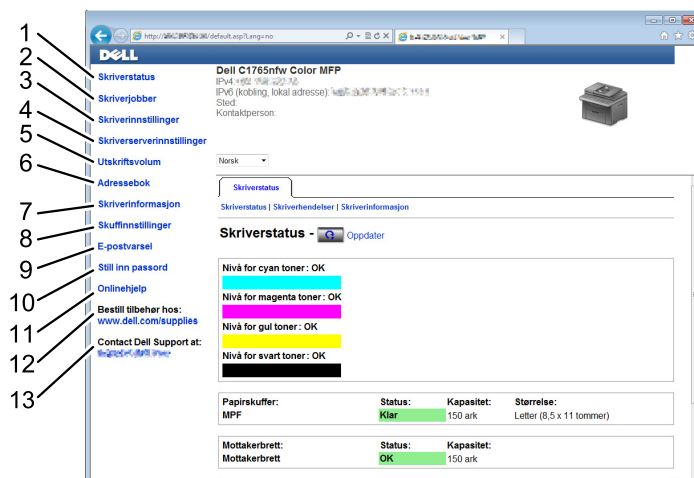 1
2
3
4
5
6
7
8
9
10
11
12
13
http:// /default.asp?Lang=no
DELL
Skriverstatus
Skriverjobber
Skriverinnstillinger
Skriverserverinnstillinger
Utskriftsvolum
Adressebok
Skriverinformasjon
Skuffinnstillinger
E-postvarsel
Still inn passord
Onlinehjelp
Bestill tilbehør hos:
www.dell.com/supplies
Contact Dell Support at:
Dell C1765nfw Color MFP
IPv4:
IPv6 (kobling, lokal adresse):
Sted:
Kontaktperson:
Norsk
Skriverstatus
Skriverstatus | Skriverhendelser | Skriverinformasjon
Skriverstatus - Oppdater
Nivå for cyan toner: OK
Nivå for magenta toner: OK
Nivå for gul toner: OK
Nivå for svart toner: OK
Papirskuffer: Status: Kapasitet: Størrelse:
MPF Klar 150 ark Letter (8,5 x 11 tommer)
Mottakerbrett: Status: Kapasitet:
Mottakerbrett OK 150 ark